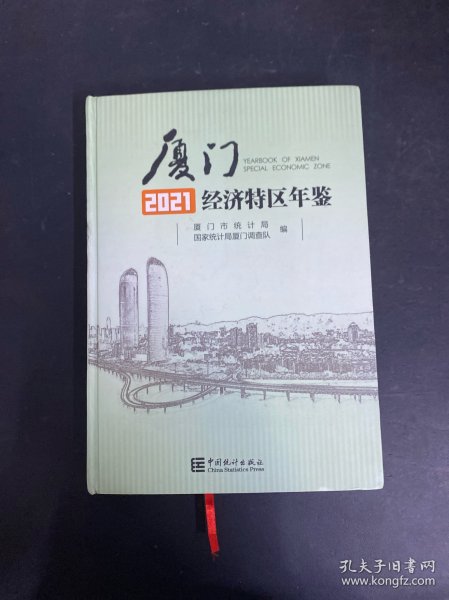 厦门
YEARBOOK OF XIAMEN
SPECIAL ECONOMIC ZONE
2021 经济特区年鉴
厦门市统计局
国家统计局厦门调查队 编
中国统计出版社
China Statistics Press
孔夫子旧书网
www.kongfz.com